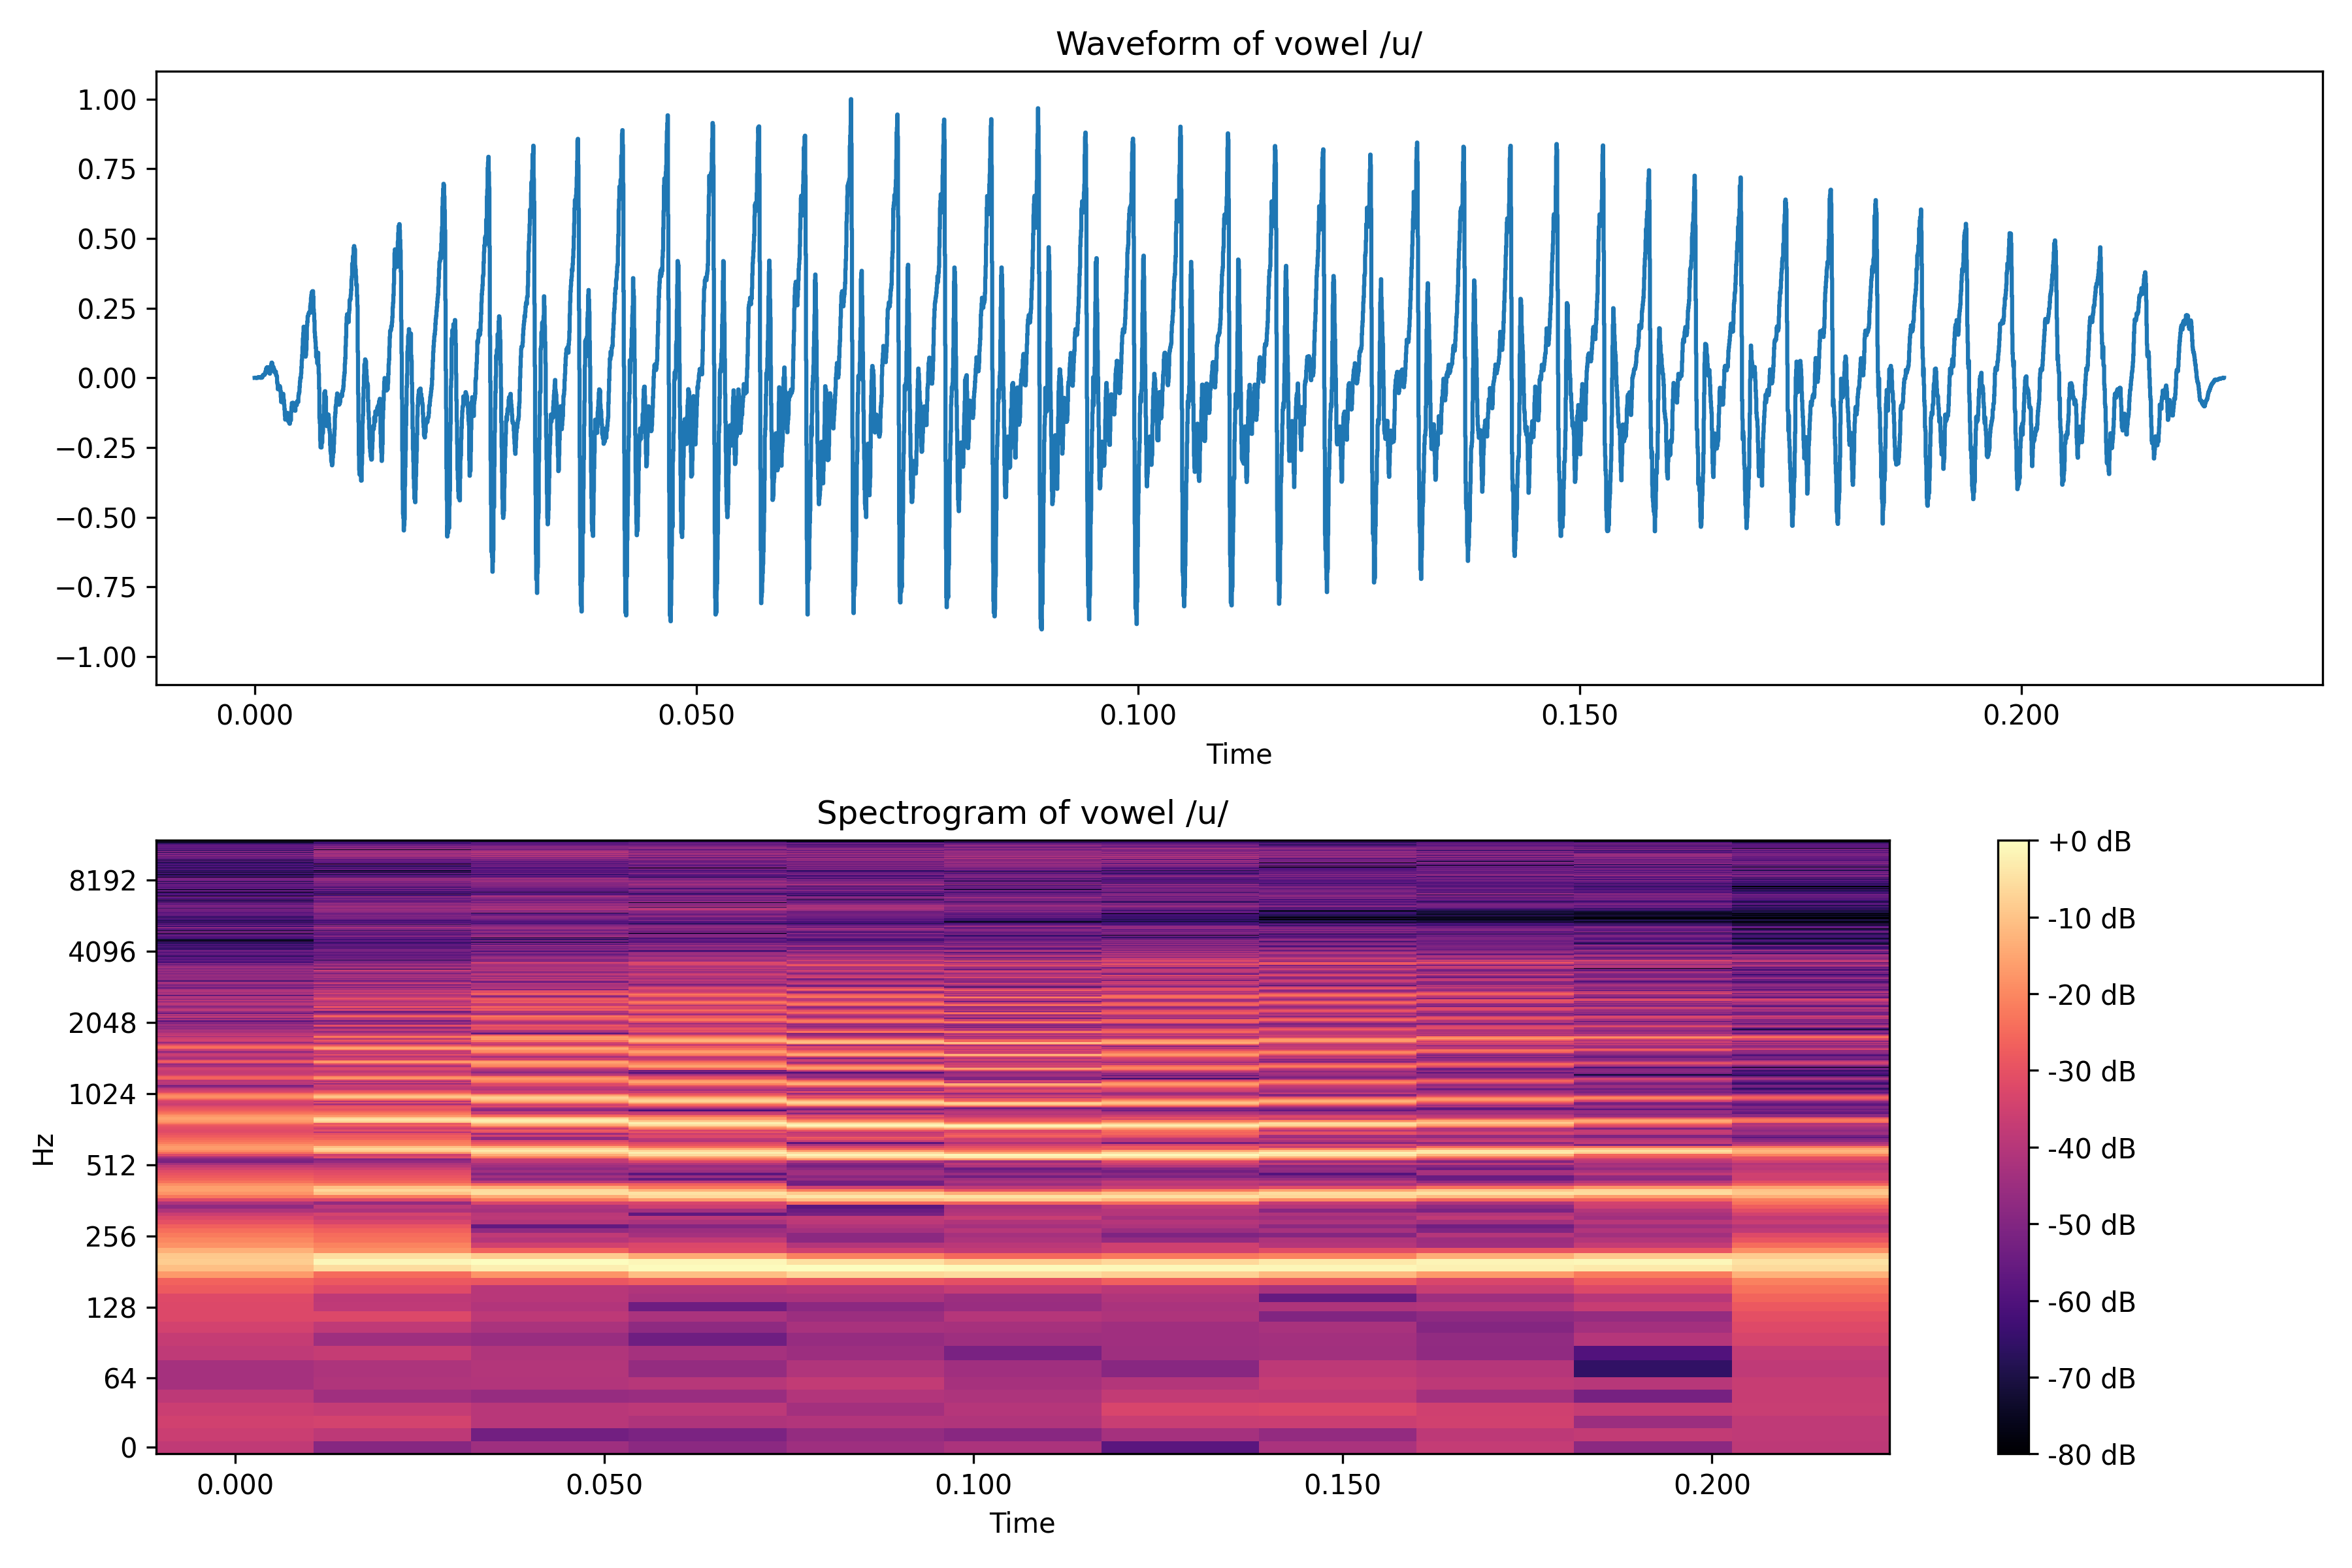 Waveform of vowel /u/
1.00
0.75
0.50
0.25
0.00
−0.25
−0.50
−0.75
−1.00
0.000 0.050 0.100 0.150 0.200
Time
Spectrogram of vowel /u/
8192
4096
2048
1024
512
256
128
64
0
Hz
0.000 0.050 0.100 0.150 0.200
Time
+0 dB
-10 dB
-20 dB
-30 dB
-40 dB
-50 dB
-60 dB
-70 dB
-80 dB